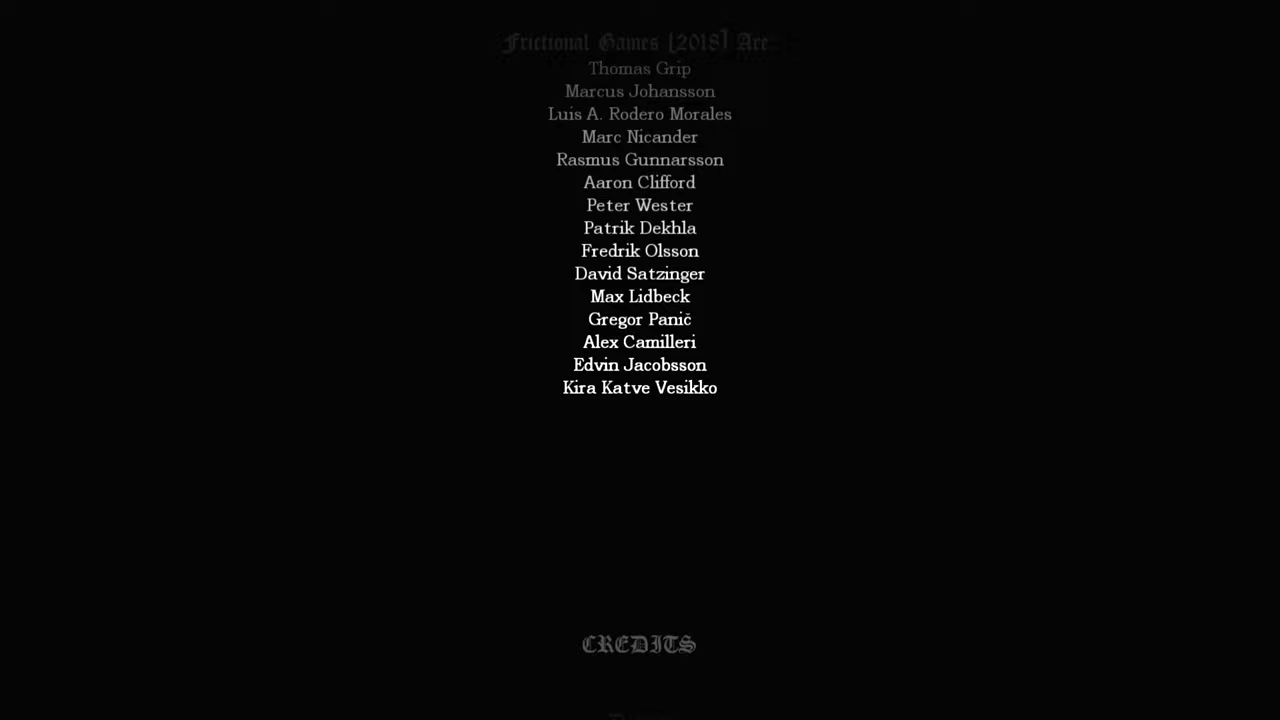 Frictional Games [2018] Are:
Thomas Grip
Marcus Johansson
Luis A. Rodero Morales
Marc Nicander
Rasmus Gunnarsson
Aaron Clifford
Peter Wester
Patrik Dekhla
Fredrik Olsson
David Satzinger
Max Lidbeck
Gregor Panič
Alex Camilleri
Edvin Jacobsson
Kira Katve Vesikko
CREDITS